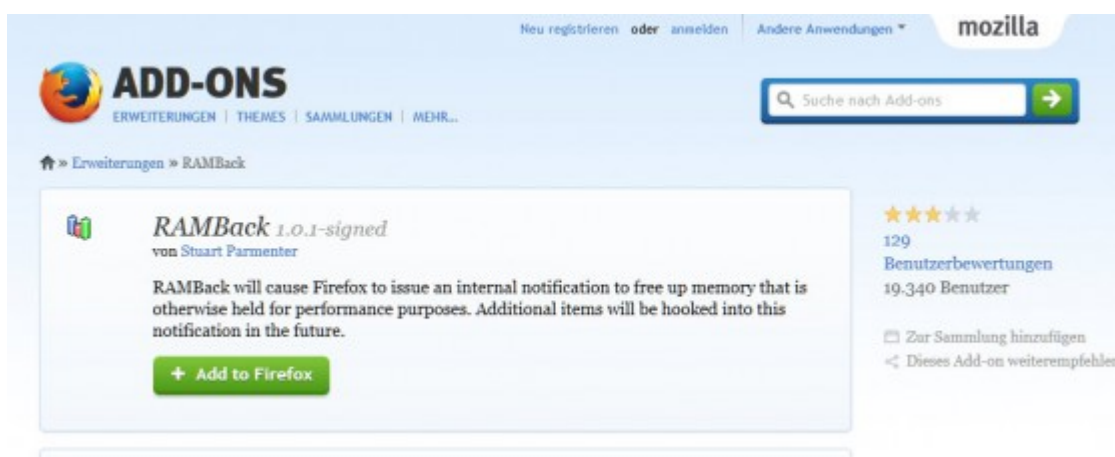 Neu registrieren oder anmelden Andere Anwendungen mozilla
ADD-ONS
ERWEITERUNGEN | THEMES | SAMMLUNGEN | MEHR...
Suche nach Add-ons
» Erweiterungen » RAMBack
RAMBack 1.0.1-signed
von Stuart Parmenter
RAMBack will cause Firefox to issue an internal notification to free up memory that is
otherwise held for performance purposes. Additional items will be hooked into this
notification in the future.
+ Add to Firefox
129
Benutzerbewertungen
19.340 Benutzer
Zur Sammlung hinzufügen
Dieses Add-on weiterempfehlen